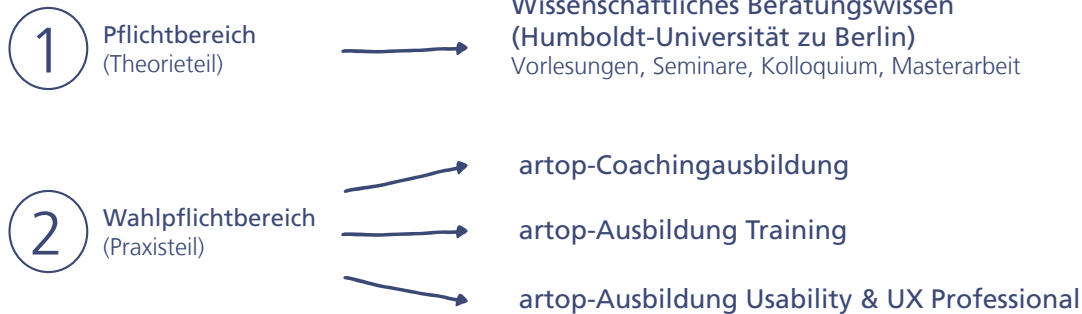 Wissenschaftliches Beratungswissen
1
Pflichtbereich
(Humboldt-Universität zu Berlin)
(Theorieteil)
Vorlesungen, Seminare, Kolloquium, Masterarbeit
artop-Coachingausbildung
2
Wahlpflichtbereich
(Praxisteil)
artop-Ausbildung Training
artop-Ausbildung Usability & UX Professional